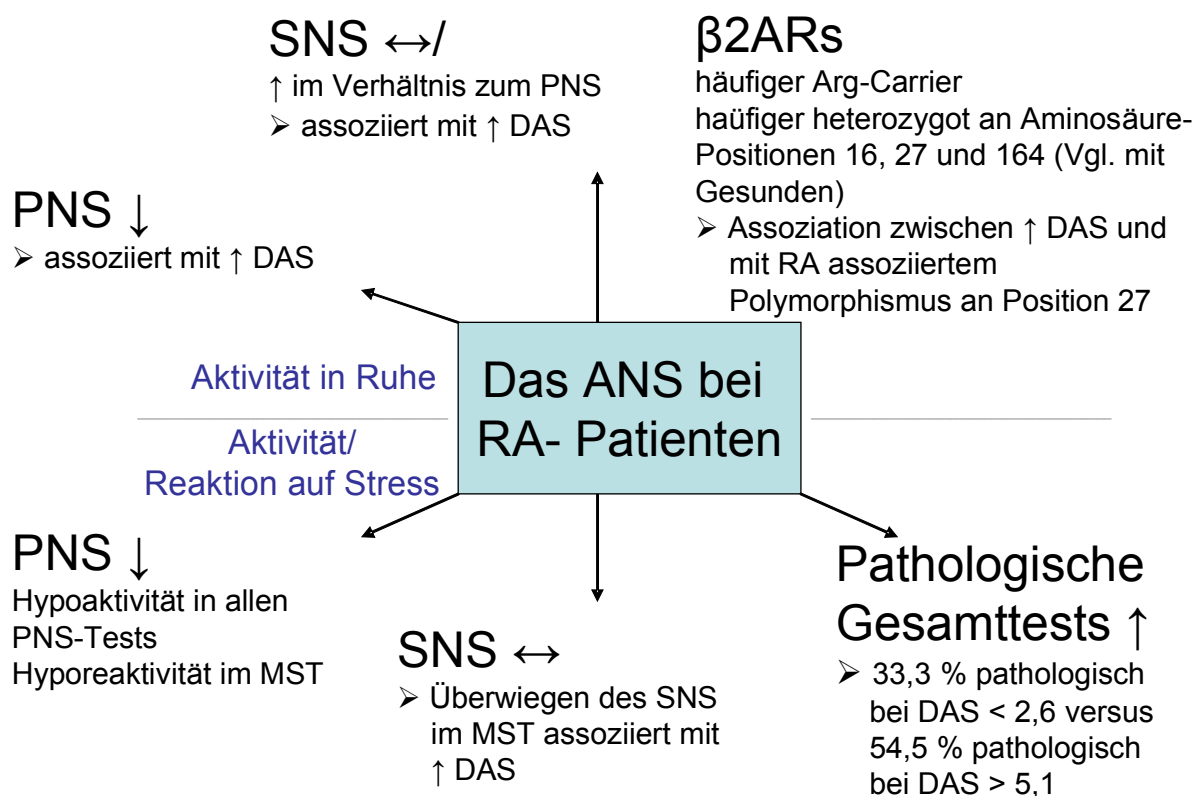 SNS ↔/
↑ im Verhältnis zum PNS
➢ assoziiert mit ↑ DAS
β2ARs
häufiger Arg-Carrier
haüfiger heterozygot an Aminosäure-
Positionen 16, 27 und 164 (Vgl. mit
Gesunden)
➢ Assoziation zwischen ↑ DAS und
mit RA assoziiertem
Polymorphismus an Position 27
PNS ↓
➢ assoziiert mit ↑ DAS
Aktivität in Ruhe
Das ANS bei
RA- Patienten
Aktivität/
Reaktion auf Stress
PNS ↓
Hypoaktivität in allen
PNS-Tests
Hyporeaktivität im MST
SNS ↔
➢ Überwiegen des SNS
im MST assoziiert mit
↑ DAS
Pathologische
Gesamttests ↑
➢ 33,3 % pathologisch
bei DAS < 2,6 versus
54,5 % pathologisch
bei DAS > 5,1